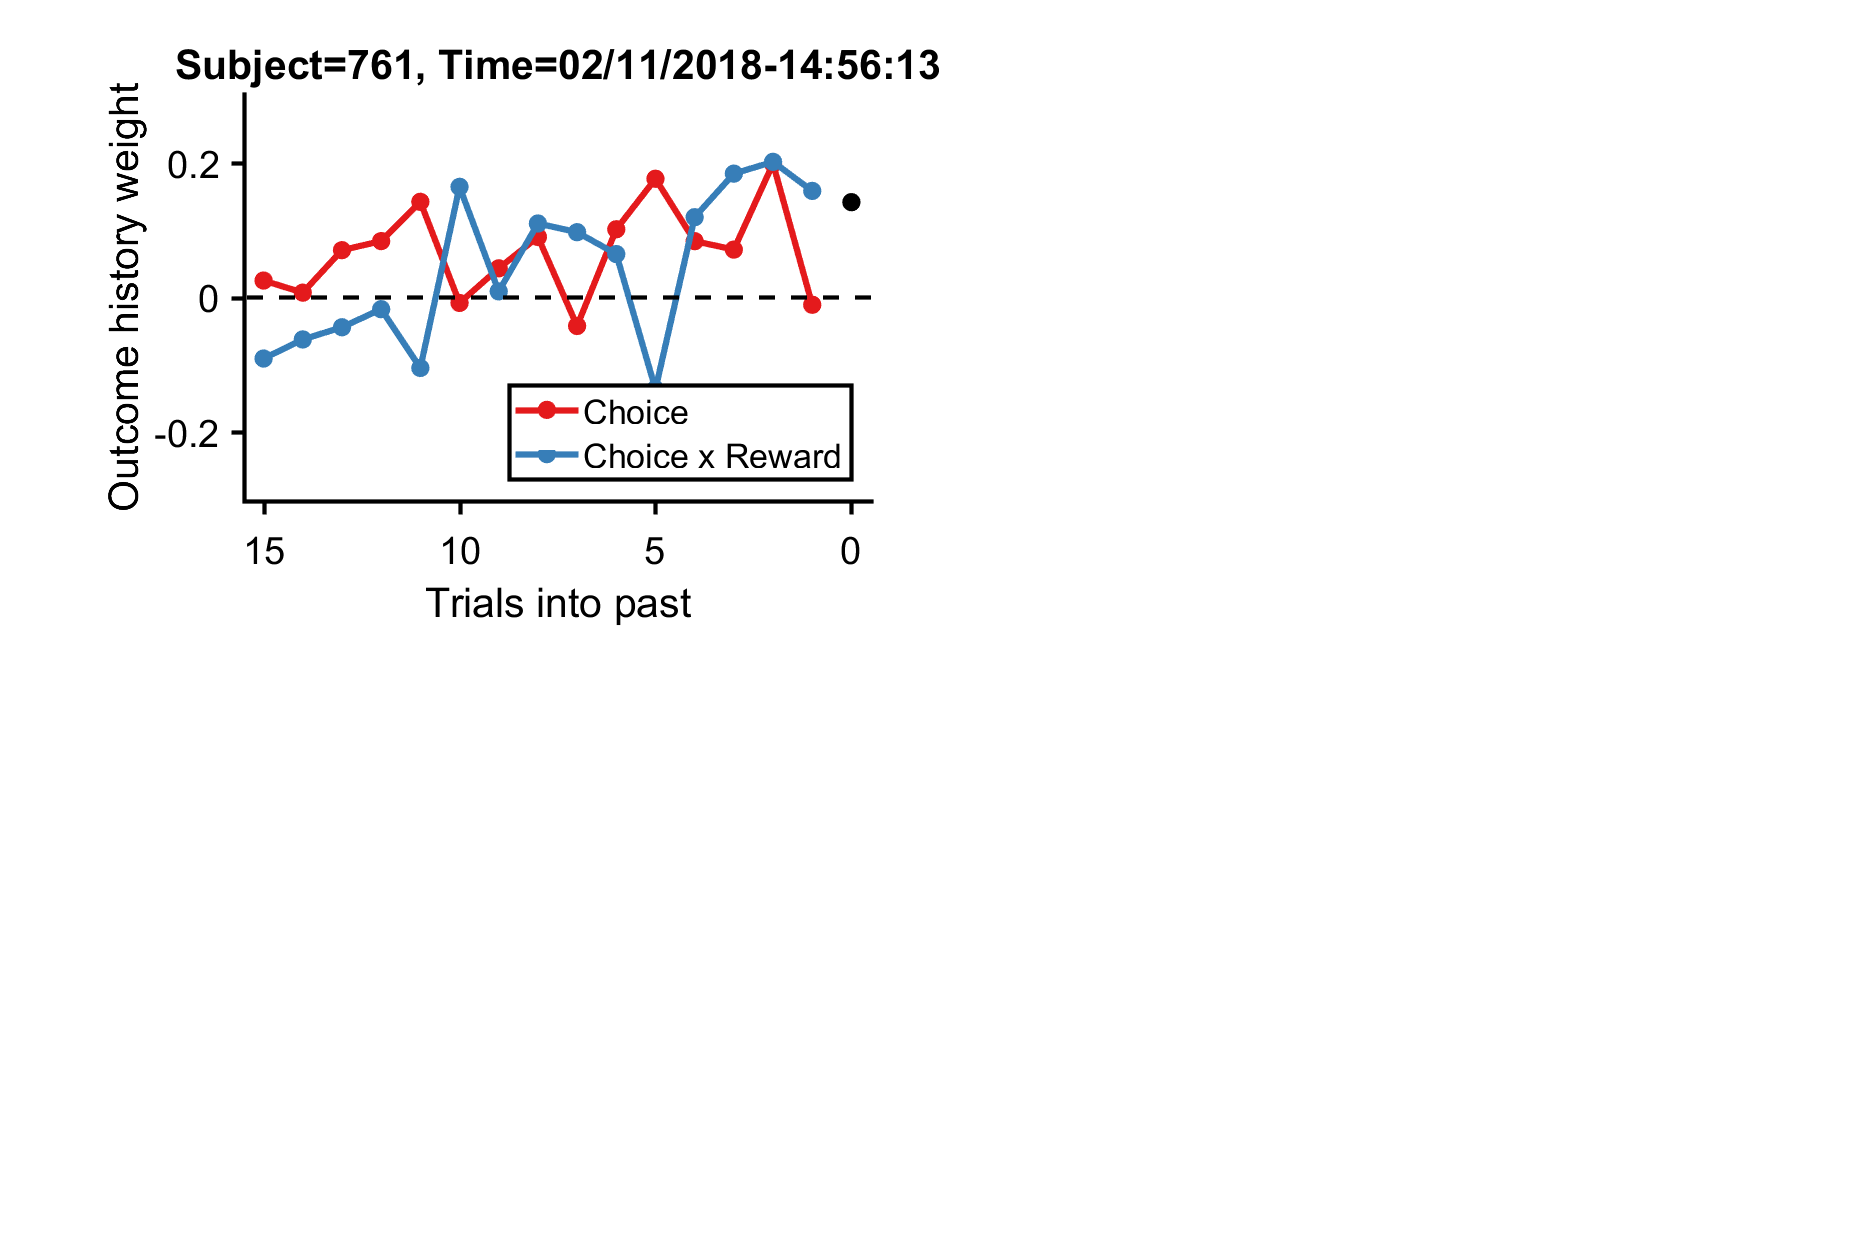 Subject=761, Time=02/11/2018-14:56:13
Outcome history weight
0.2
0
-0.2
Choice
Choice x Reward
15
10
5
0
Trials into past